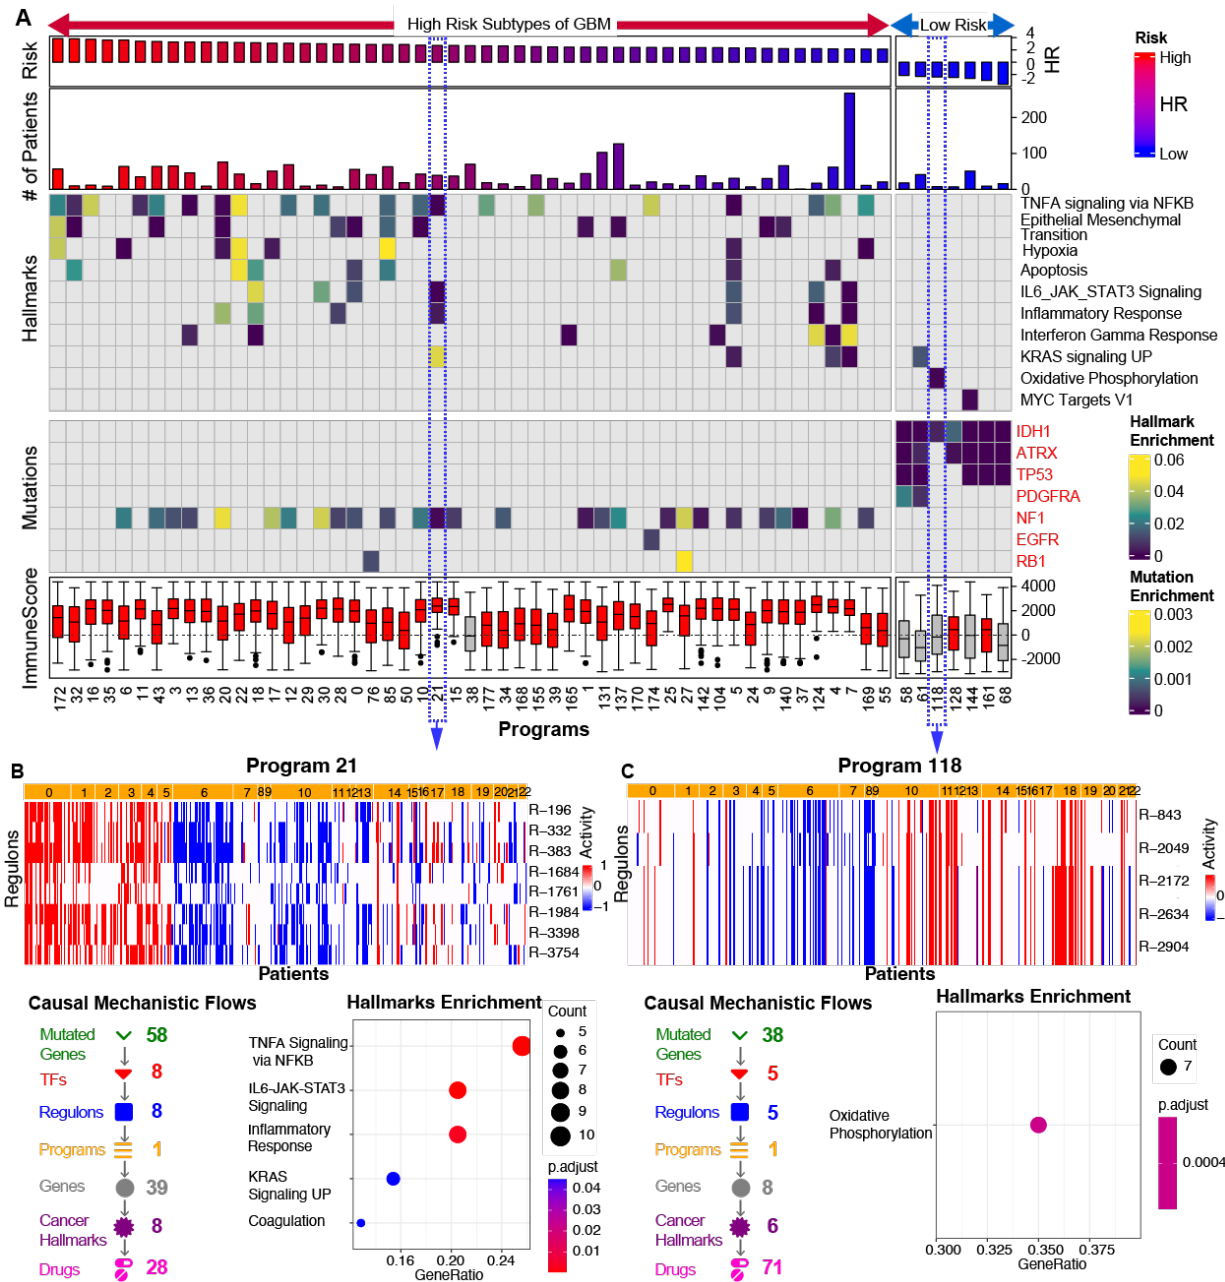 A
High Risk Subtypes of GBM
Low Risk
Risk
4
2
0
-2
HR
# of Patients
200
100
0
Risk
High
HR
Low
Hallmarks
TNFA signaling via NFKB
Epithelial Mesenchymal
Transition
Hypoxia
Apoptosis
IL6_JAK_STAT3 Signaling
Inflammatory Response
Interferon Gamma Response
KRAS signaling UP
Oxidative Phosphorylation
MYC Targets V1
Mutations
IDH1
ATRX
TP53
PDGFRA
NF1
EGFR
RB1
Hallmark
Enrichment
0.06
0.04
0.02
0
Mutation
Enrichment
0.003
0.002
0.001
0
ImmuneScore
4000
2000
0
-2000
172 32 16 35 6 11 43 3 13 36 20 22 18 17 12 29 30 28 0 76 85 50 10 21 15 38 177 34 168 155 39 165 1 131 137 170 174 25 27 142 104 5 24 9 140 37 124 4 7 169 55 58 61 118 128 144 161 68
Programs
B
Program 21
0 1 2 3 4 5 6 7 8 9 10 11 12 13 14 15 16 17 18 19 20 21 22
Regulons
R-196
R-332
R-383
R-1684
R-1761
R-1984
R-3398
R-3754
Activity
1
0
-1
Patients
Causal Mechanistic Flows
Mutated
Genes
58
TFs
8
Regulons
8
Programs
1
Genes
39
Cancer
Hallmarks
8
Drugs
28
Hallmarks Enrichment
TNFA Signaling
via NFKB
IL6-JAK-STAT3
Signaling
Inflammatory
Response
KRAS
Signaling UP
Coagulation
0.16 0.20 0.24
GeneRatio
Count
5
6
7
8
9
10
p.adjust
0.04
0.03
0.02
0.01
C
Program 118
0 1 2 3 4 5 6 7 8 9 10 11 12 13 14 15 16 17 18 19 20 21 22
Regulons
R-843
R-2049
R-2172
R-2634
R-2904
Activity
0
Patients
Causal Mechanistic Flows
Mutated
Genes
38
TFs
5
Regulons
5
Programs
1
Genes
8
Cancer
Hallmarks
6
Drugs
71
Hallmarks Enrichment
Oxidative
Phosphorylation
0.300 0.325 0.350 0.375
GeneRatio
Count
7
p.adjust
0.0004